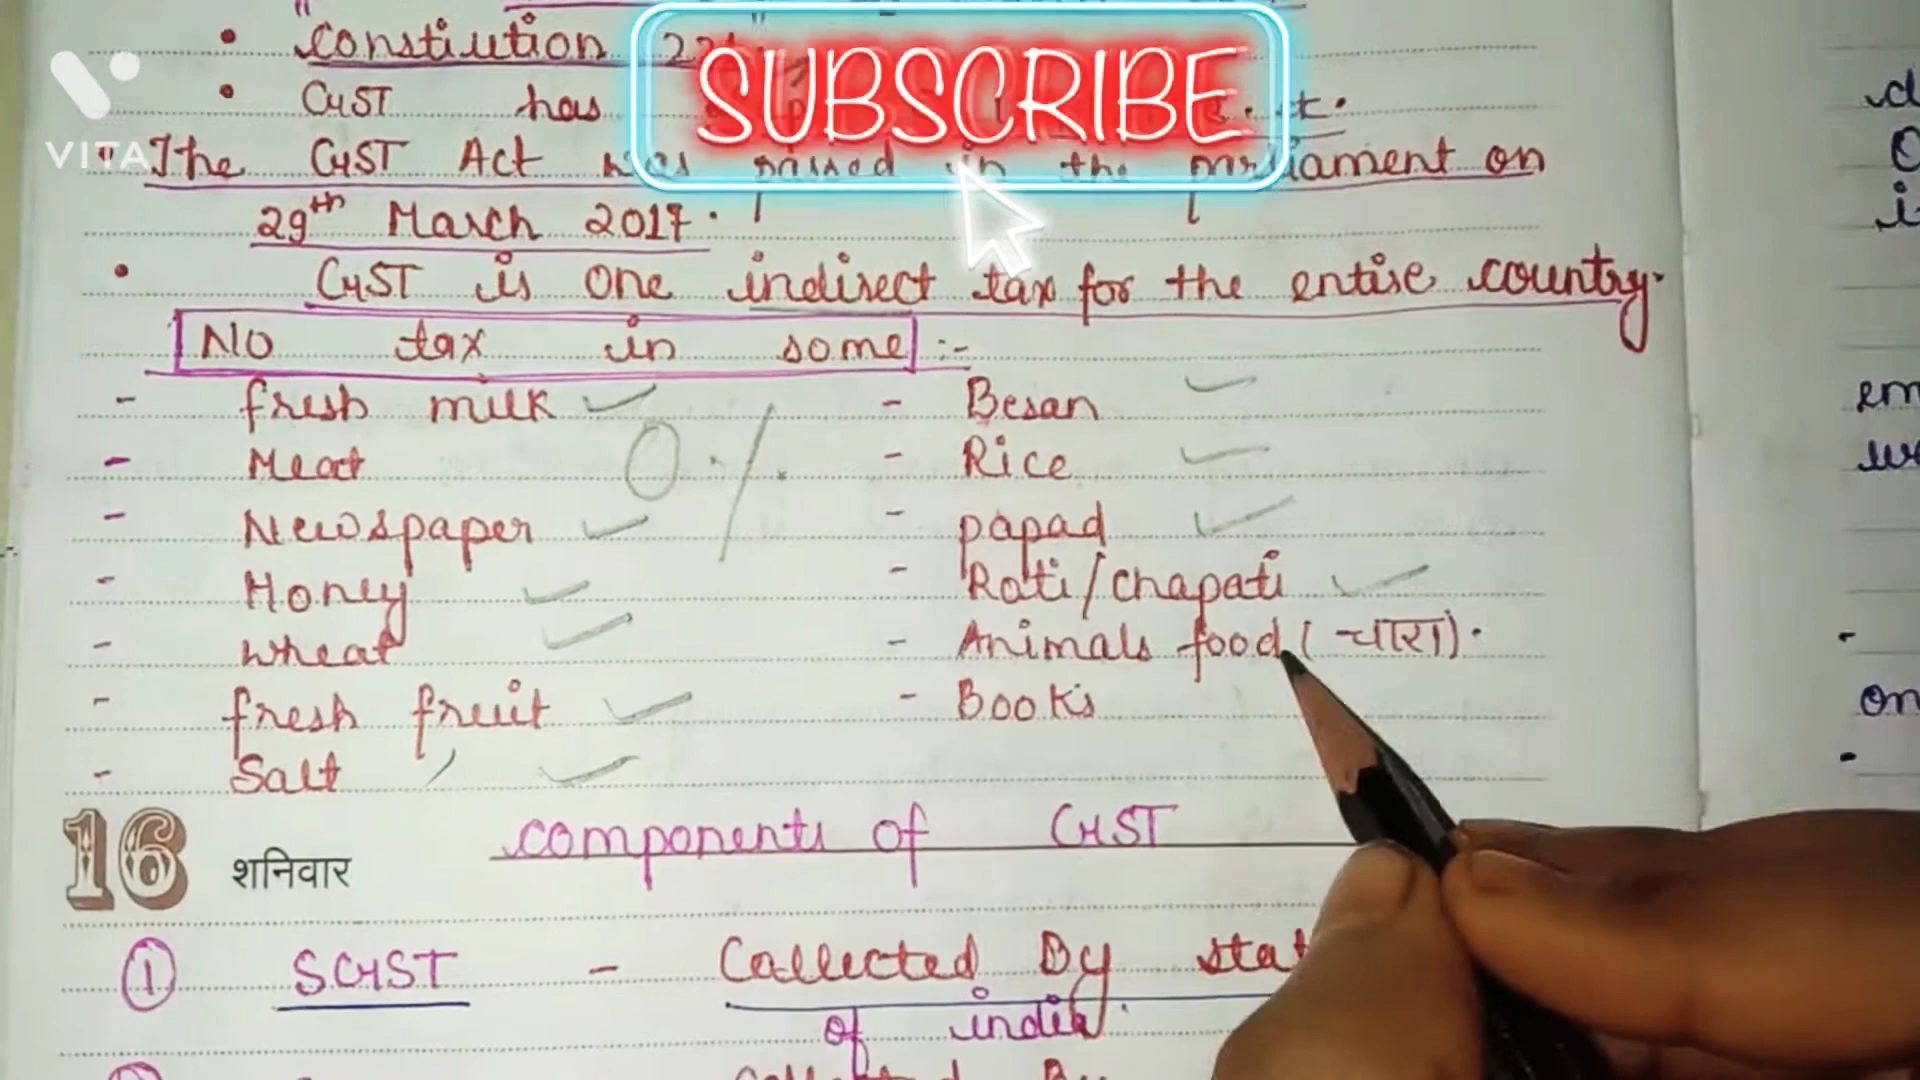 • Constiution
SUBSCRIBE
• GST has
VITA
• The GST Act was passed in the parliament on
29th March 2017.
• GST is one indirect tax for the entire country.
No tax in some :-
- fresh milk ✓
- Meat
- Newspaper ✓
- Honey ✓
- Wheat ✓
- fresh fruit ✓
- Salt ✓
0%
- Besan ✓
- Rice ✓
- papad ✓
- Roti/chapati ✓
- Animals food (चारा).
- Books
16 शनिवार
components of GST
① SGST - Collected By
of india.